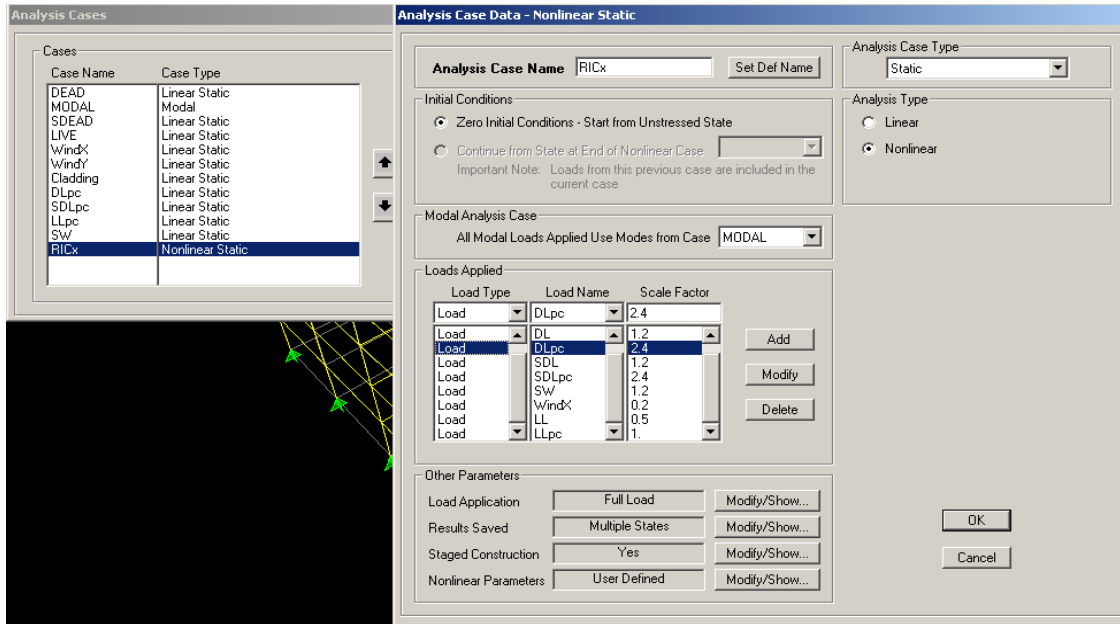 Analysis Cases
Cases
Case Name Case Type
DEAD Linear Static
MODAL Modal
SDEAD Linear Static
LIVE Linear Static
WindX Linear Static
WindY Linear Static
Cladding Linear Static
DLpc Linear Static
SDLpc Linear Static
LLpc Linear Static
SW Linear Static
RICx Nonlinear Static
Analysis Case Data - Nonlinear Static
Analysis Case Name RICx Set Def Name
Initial Conditions
Zero Initial Conditions - Start from Unstressed State
Continue from State at End of Nonlinear Case
Important Note: Loads from this previous case are included in the
current case
Modal Analysis Case
All Modal Loads Applied Use Modes from Case MODAL
Loads Applied
Load Type Load Name Scale Factor
Load DLpc 2.4
Load DL 1.2
Load DLpc 2.4
Load SDL 1.2
Load SDLpc 2.4
Load SW 1.2
Load WindX 0.2
Load LL 0.5
Load LLpc 1.
Add
Modify
Delete
Other Parameters
Load Application Full Load Modify/Show...
Results Saved Multiple States Modify/Show...
Staged Construction Yes Modify/Show...
Nonlinear Parameters User Defined Modify/Show...
Analysis Case Type
Static
Analysis Type
Linear
Nonlinear
OK
Cancel